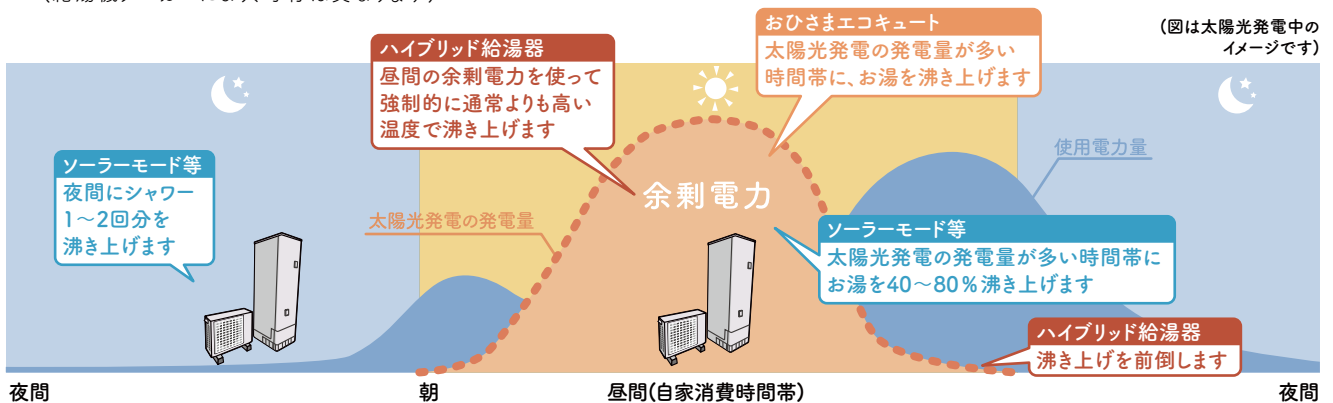 (図は太陽光発電中の
イメージです)
おひさまエコキュート
太陽光発電の発電量が多い
時間帯に、お湯を沸き上げます
ハイブリッド給湯器
昼間の余剰電力を使って
強制的に通常よりも高い
温度で沸き上げます
ソーラーモード等
夜間にシャワー
1〜2回分を
沸き上げます
使用電力量
余剰電力
太陽光発電の発電量
ソーラーモード等
太陽光発電の発電量が多い時間帯に
お湯を40〜80%沸き上げます
ハイブリッド給湯器
沸き上げを前倒します
夜間
朝
昼間(自家消費時間帯)
夜間